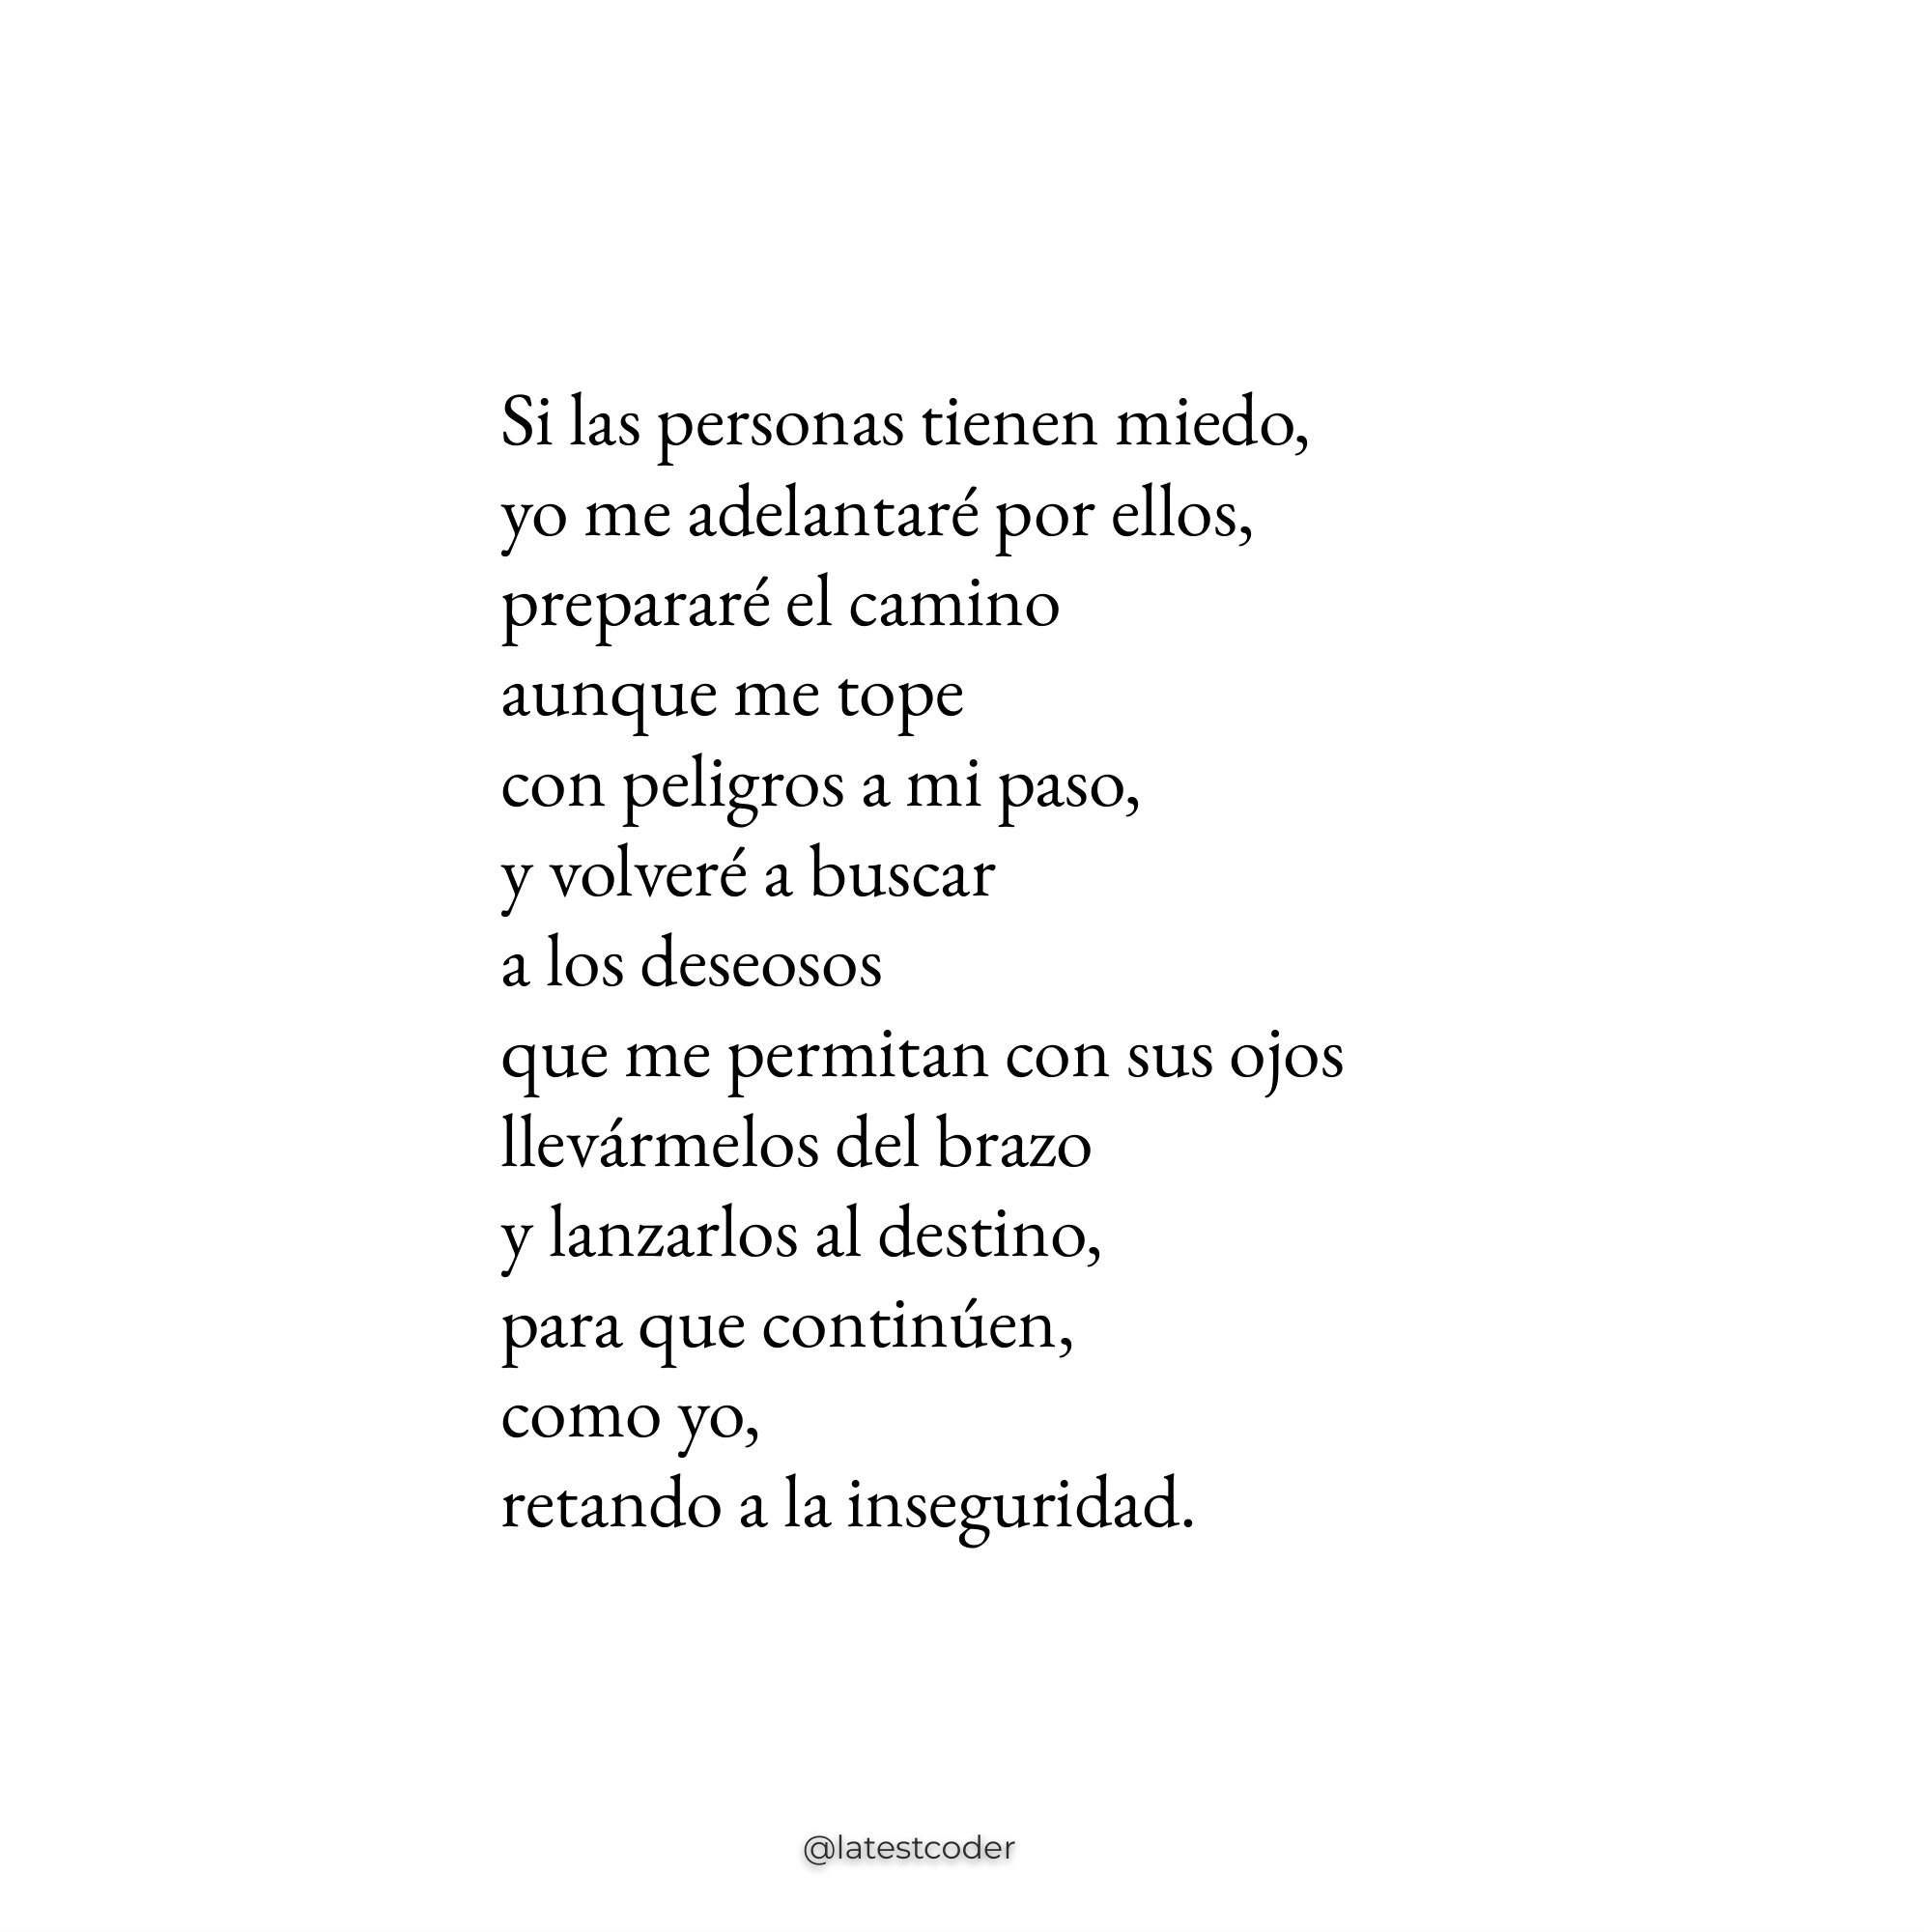 Si las personas tienen miedo,
yo me adelantaré por ellos,
prepararé el camino
aunque me tope
con peligros a mi paso,
y volveré a buscar
a los deseosos
que me permitan con sus ojos
llevármelos del brazo
y lanzarlos al destino,
para que continúen,
como yo,
retando a la inseguridad.
@latestcoder